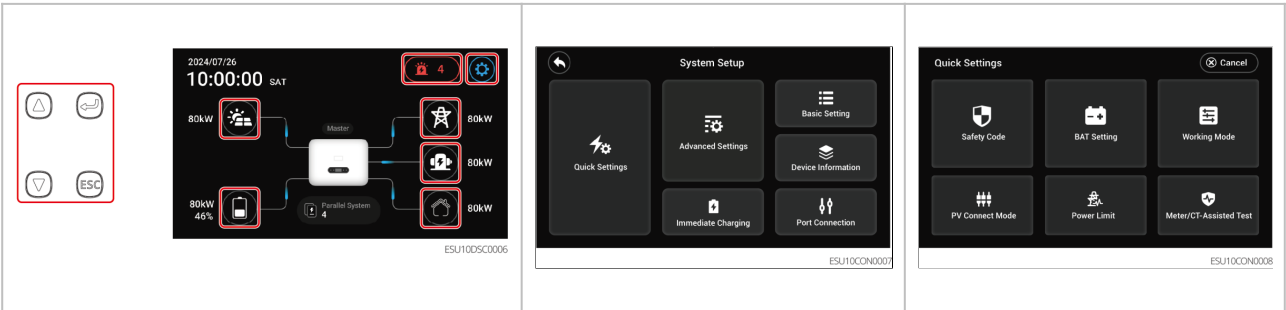 ESC
2024/07/26
10:00:00 SAT
4
80kW
80kW
Master
80kW
80kW
46%
Parallel System
4
80kW
ESU10DSC0006
System Setup
Quick Settings
Advanced Settings
Basic Setting
Device Information
Immediate Charging
Port Connection
ESU10CON0007
Quick Settings
Cancel
Safety Code
BAT Setting
Working Mode
PV Connect Mode
Power Limit
Meter/CT-Assisted Test
ESU10CON0008